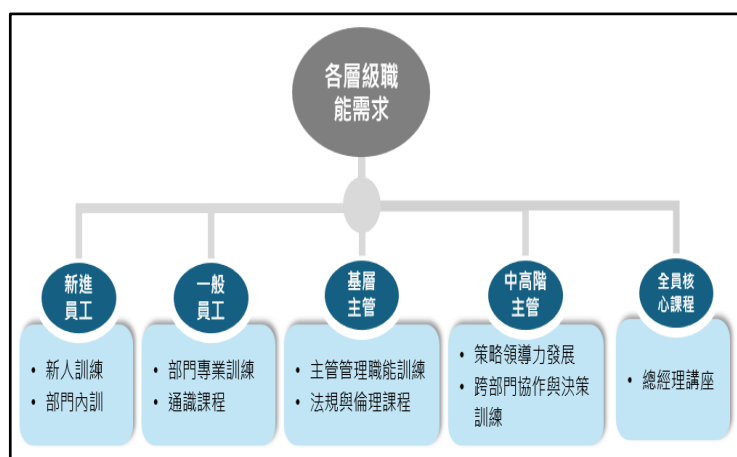 各層級職
能需求
新進
員工
一般
員工
基層
主管
中高階
主管
全員核
心課程
• 新人訓練
• 部門內訓
• 部門專業訓練
• 通識課程
• 主管管理職能訓練
• 法規與倫理課程
• 策略領導力發展
• 跨部門協作與決策
訓練
• 總經理講座